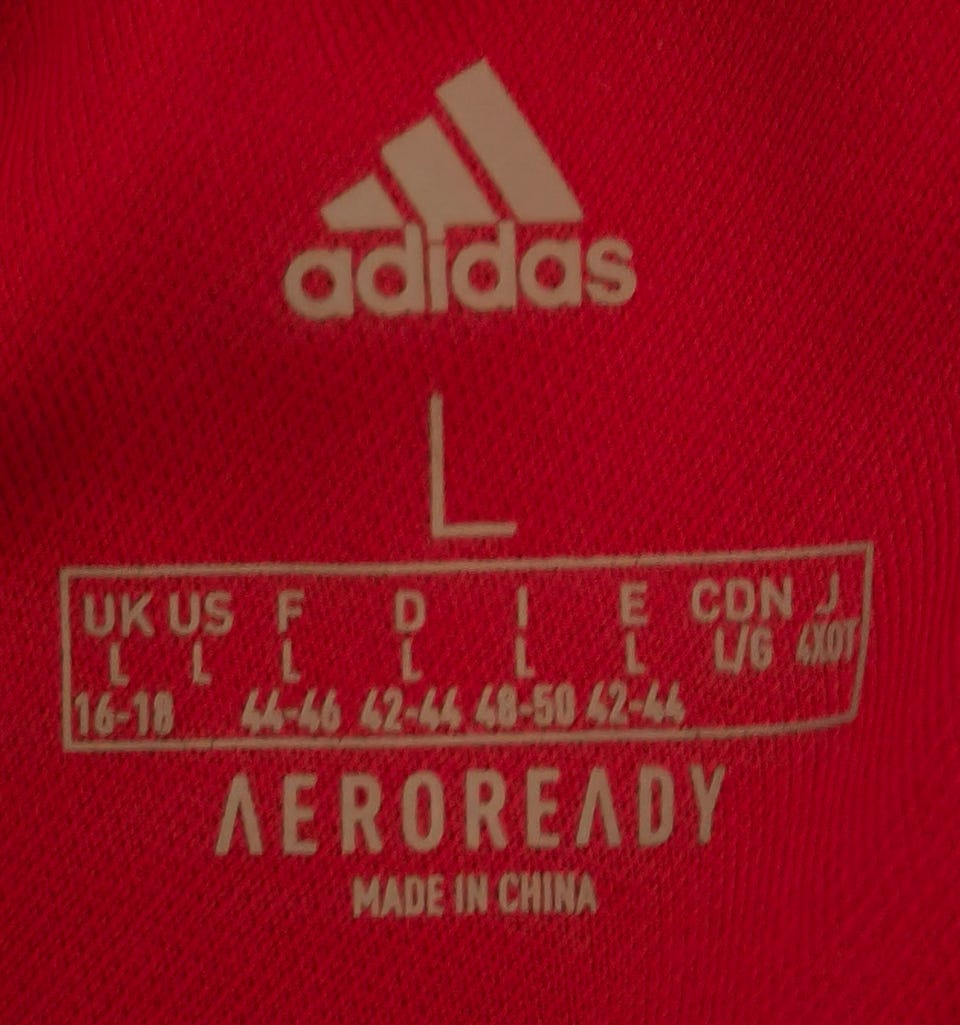 adidas
L
UK US F D I E CDN J
L L L L L L L/G 4XOT
16-18 44-46 42-44 48-50 42-44
AEROREADY
MADE IN CHINA